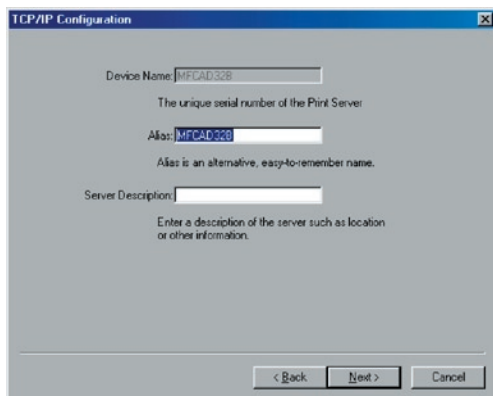 TCP/IP Configuration
Device Name: MFCAD32B
The unique serial number of the Print Server
Alias: MFCAD32B
Alias is an alternative, easy-to-remember name.
Server Description:
Enter a description of the server such as location
or other information.
< Back Next > Cancel